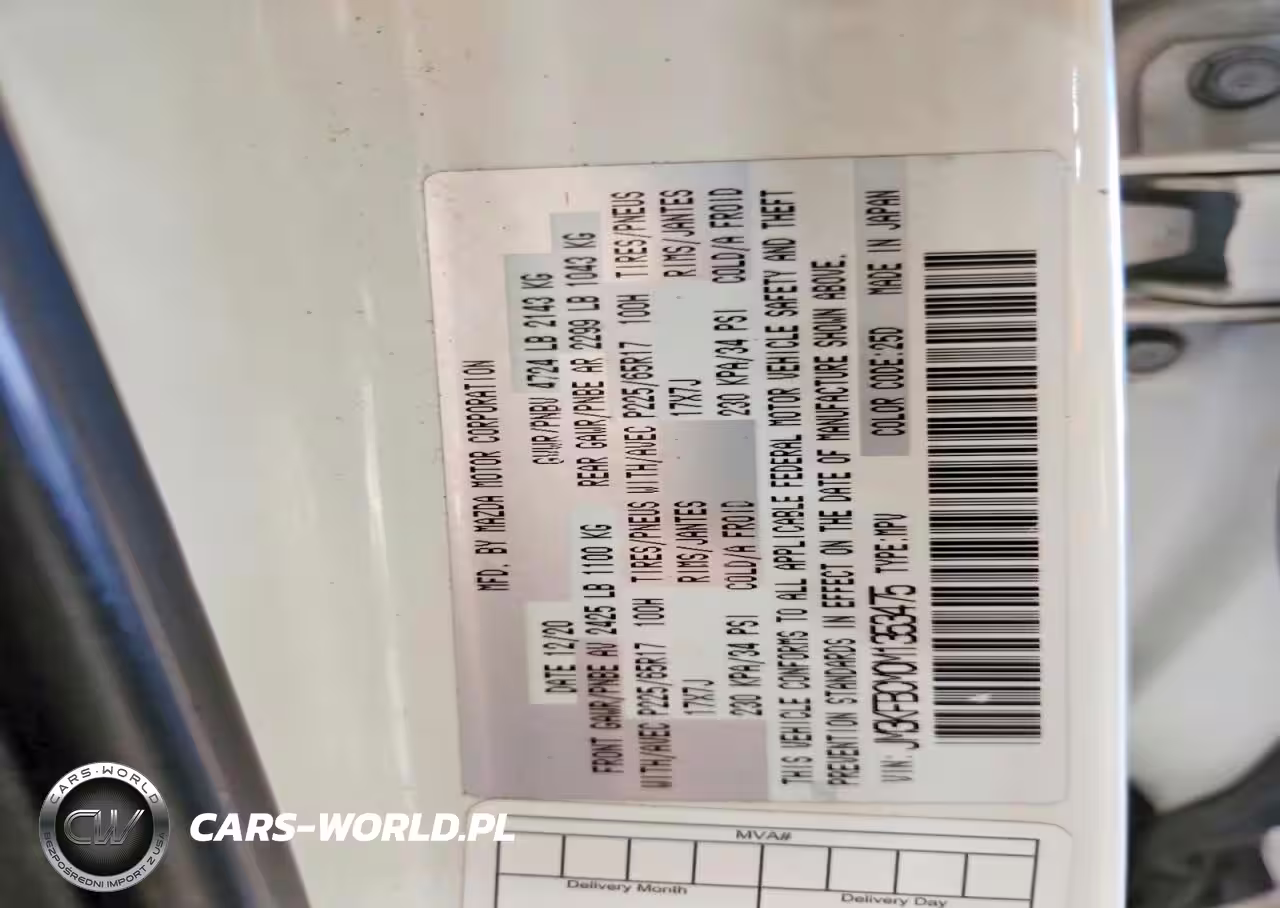 MFD. BY MAZDA MOTOR CORPORATION
DATE 12/20 GVWR/PNBV 4724 LB 2143 KG
FRONT GAWR/PNBE AV 2425 LB 1100 KG REAR GAWR/PNBE AR 2299 LB 1043 KG
WITH/AVEC P225/65R17 100H TIRES/PNEUS WITH/AVEC P225/65R17 100H TIRES/PNEUS
17X7J RIMS/JANTES 17X7J RIMS/JANTES
230 KPA/34 PSI COLD/A FROID 230 KPA/34 PSI COLD/A FROID
THIS VEHICLE CONFORMS TO ALL APPLICABLE FEDERAL MOTOR VEHICLE SAFETY AND THEFT
PREVENTION STANDARDS IN EFFECT ON THE DATE OF MANUFACTURE SHOWN ABOVE.
VIN: TYPE:MPV COLOR CODE:25D MADE IN JAPAN
MVA#
Delivery Month
Delivery Day
CARS-WORLD
CW
BEZPOŚREDNI IMPORT Z USA
CARS-WORLD.PL